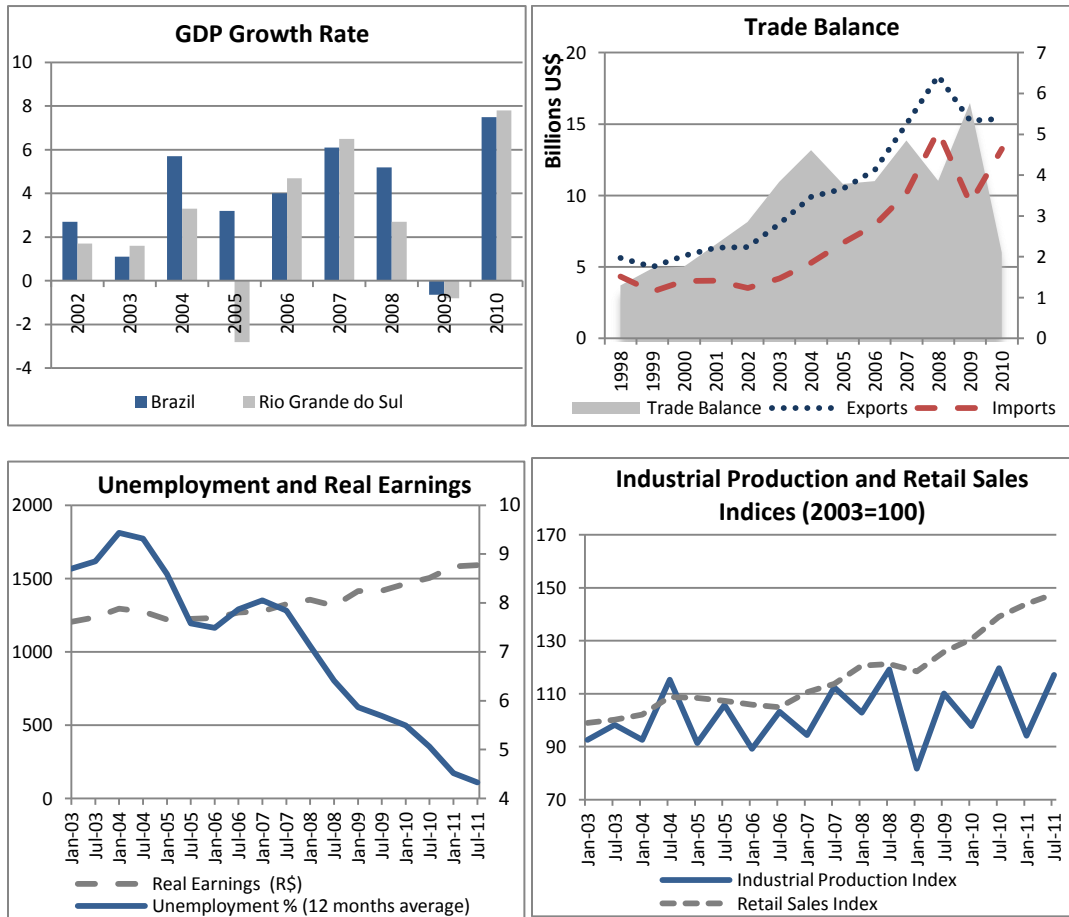 GDP Growth Rate
10
8
6
4
2
0
-2
-4
2002
2003
2004
2005
2006
2007
2008
2009
2010
Brazil
Rio Grande do Sul
Trade Balance
Billions US$
20
15
10
5
0
7
6
5
4
3
2
1
0
1998
1999
2000
2001
2002
2003
2004
2005
2006
2007
2008
2009
2010
Trade Balance
Exports
Imports
Unemployment and Real Earnings
2000
1500
1000
500
0
10
9
8
7
6
5
4
Jan-03
Jul-03
Jan-04
Jul-04
Jan-05
Jul-05
Jan-06
Jul-06
Jan-07
Jul-07
Jan-08
Jul-08
Jan-09
Jul-09
Jan-10
Jul-10
Jan-11
Jul-11
Real Earnings (R$)
Unemployment % (12 months average)
Industrial Production and Retail Sales
Indices (2003=100)
170
150
130
110
90
70
Jan-03
Jul-03
Jan-04
Jul-04
Jan-05
Jul-05
Jan-06
Jul-06
Jan-07
Jul-07
Jan-08
Jul-08
Jan-09
Jul-09
Jan-10
Jul-10
Jan-11
Jul-11
Industrial Production Index
Retail Sales Index